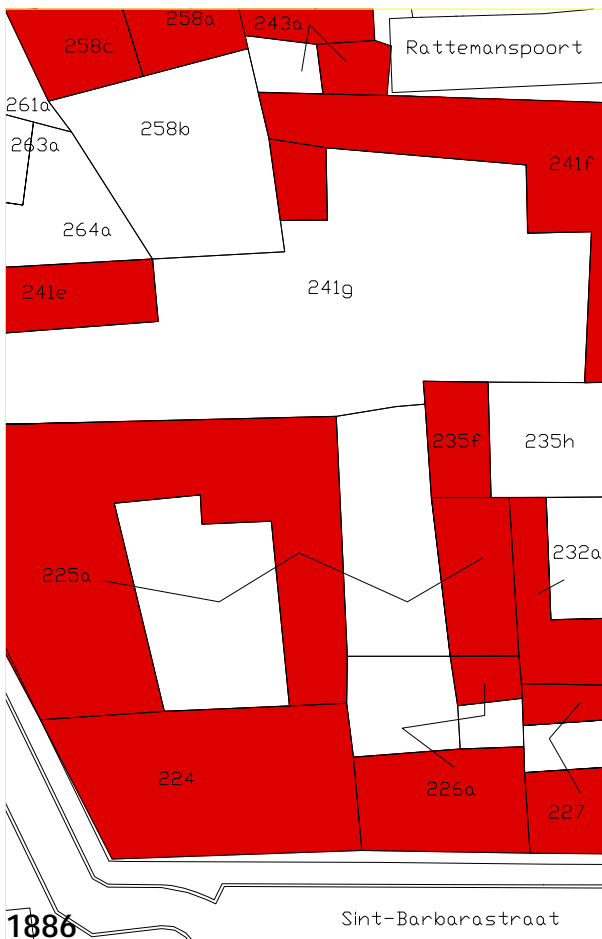 258a
243a
258c
Rattemanspoort
261a
258b
263a
241f
264a
241g
241e
235f
235h
232a
225a
224
226a
227
1886
Sint-Barbarastraat